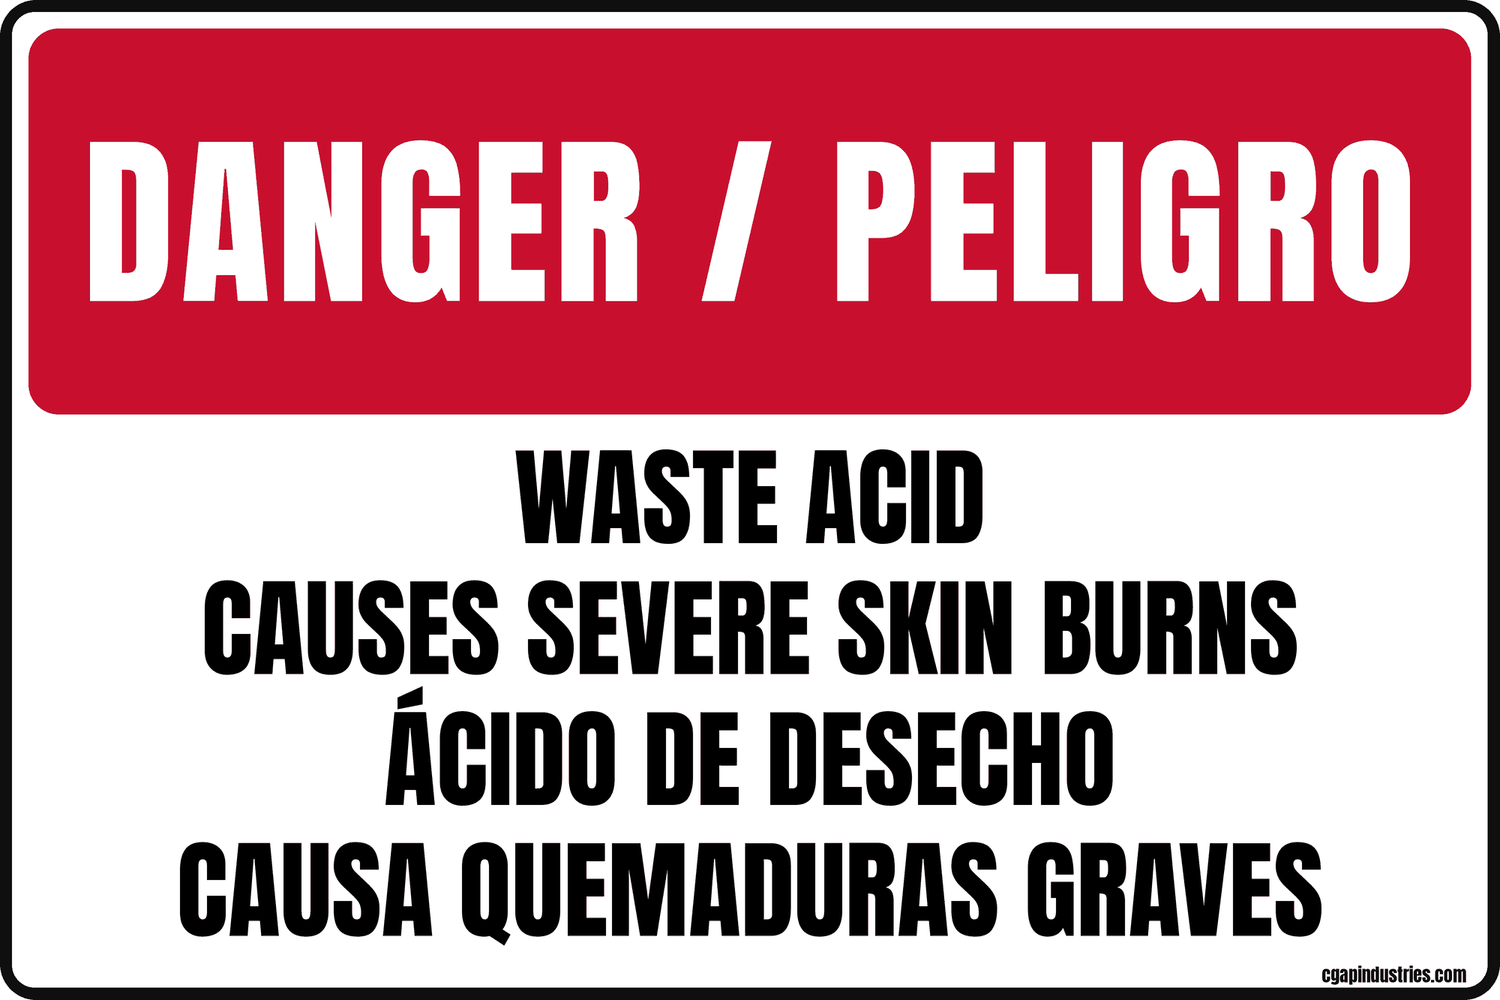 DANGER / PELIGRO
WASTE ACID
CAUSES SEVERE SKIN BURNS
ÁCIDO DE DESECHO
CAUSA QUEMADURAS GRAVES
cgapindustries.com